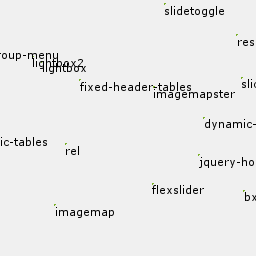 slidetoggle
res
roup-menu
lightbox2
lightbox
fixed-header-tables
slic
imagemapster
dynamic-
ic-tables
rel
jquery-ho
flexslider
bx
imagemap